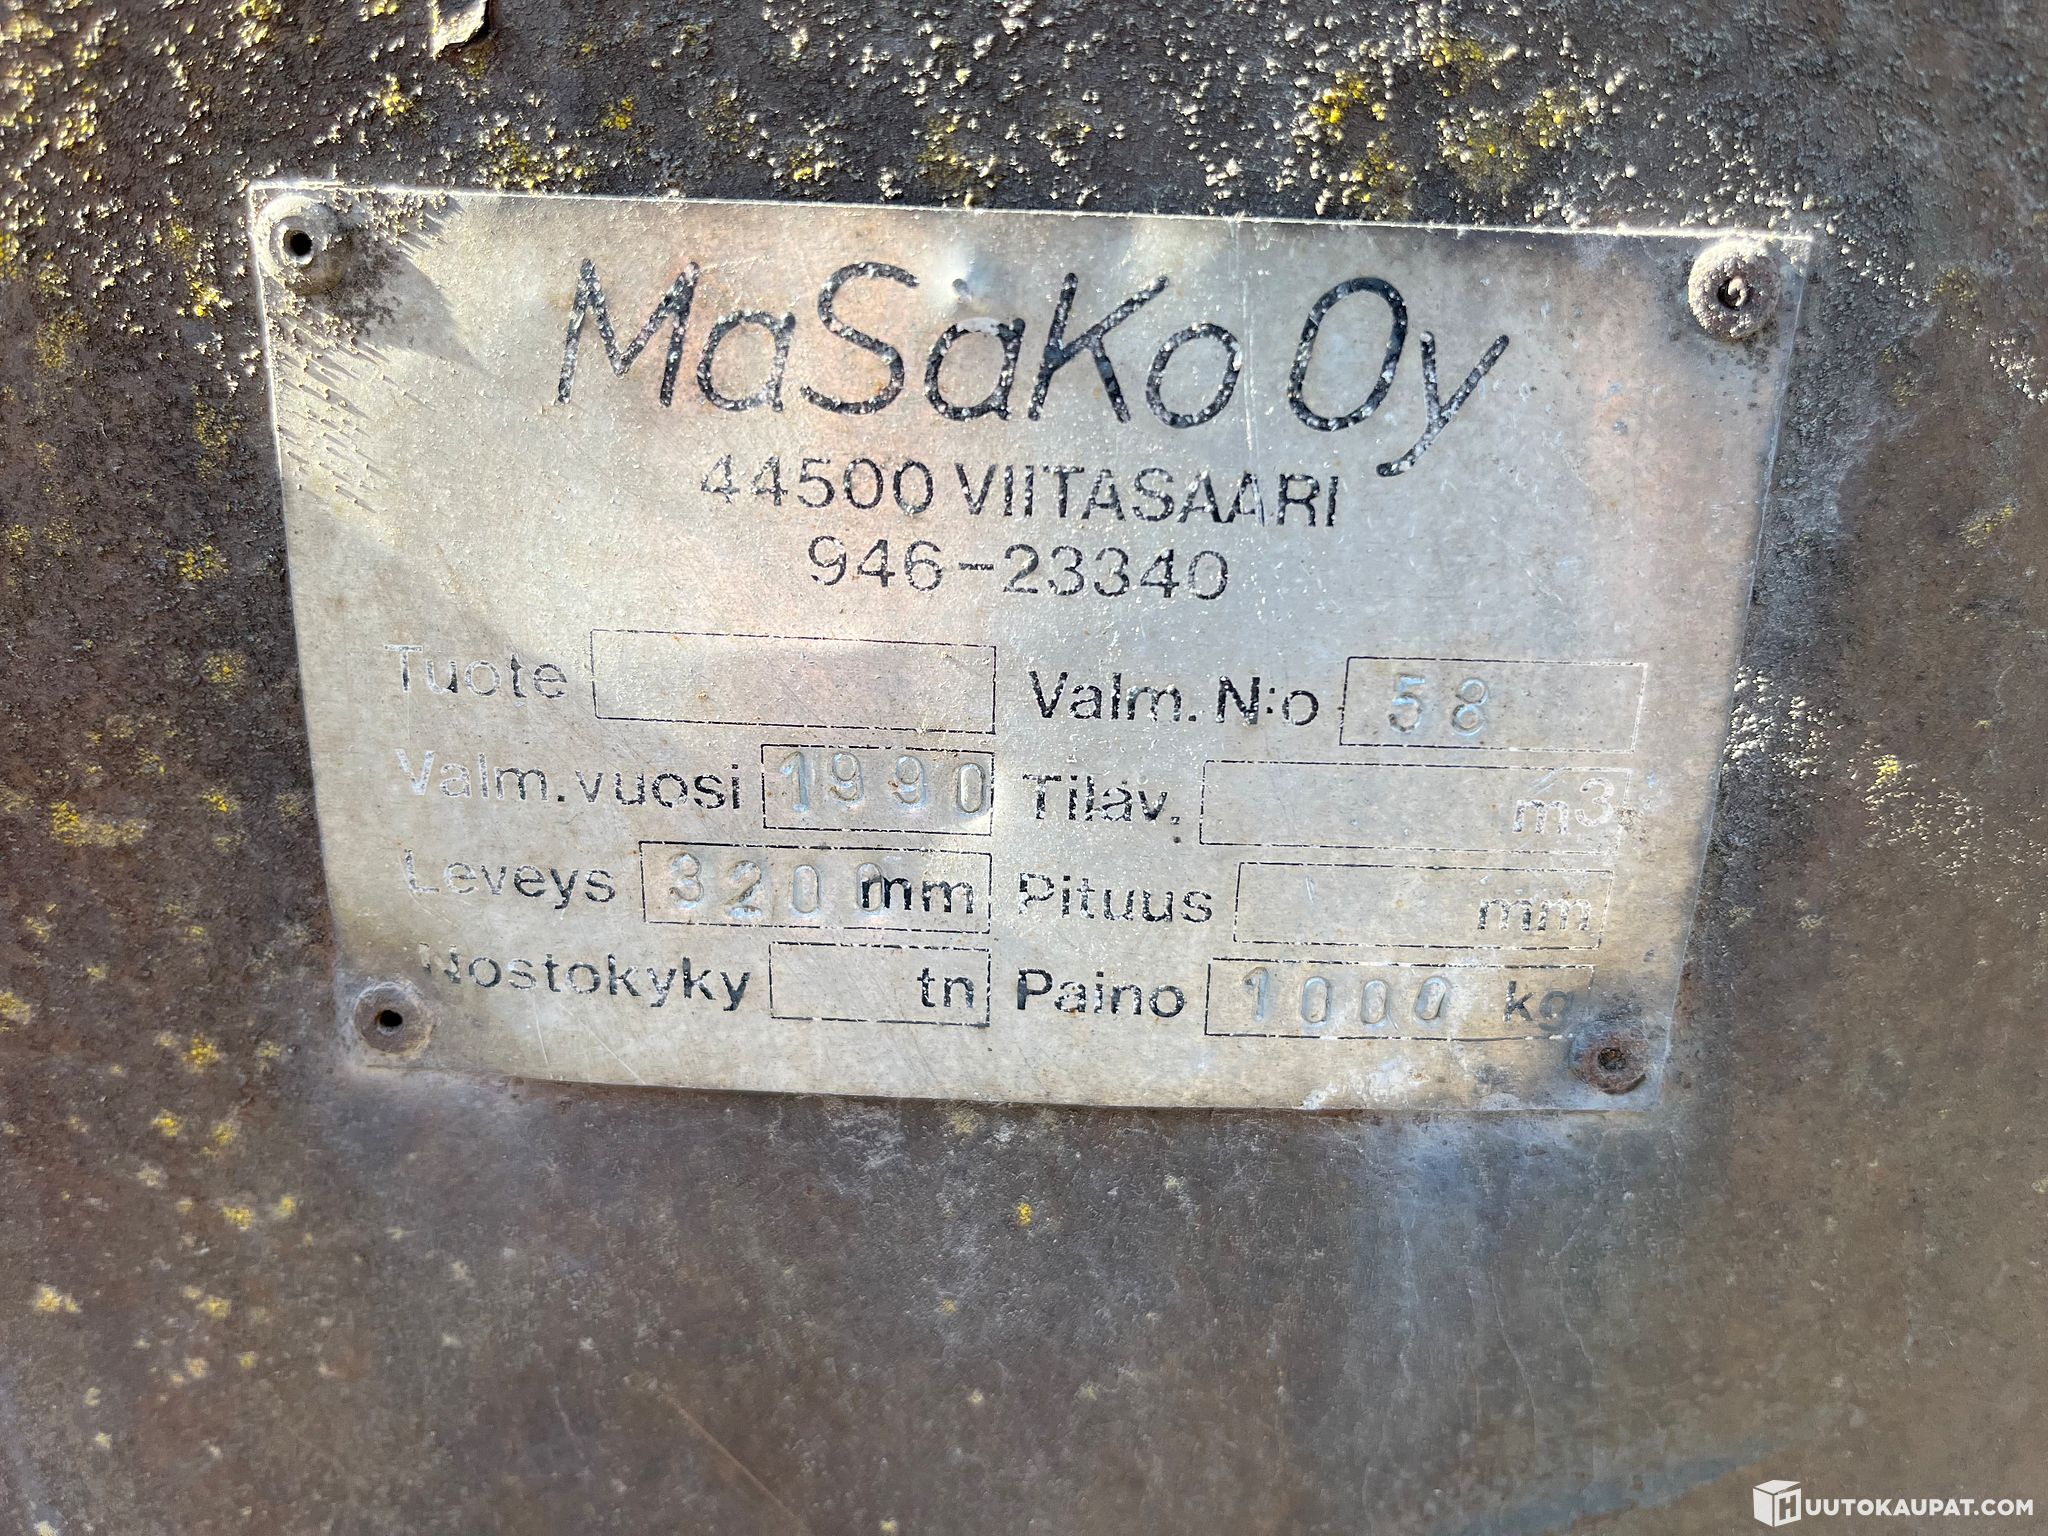 MaSaKo Oy
44500 VIITASAARI
946-23340
Tuote Valm. N:o 58
Valm. vuosi 1990 Tilav. m3
Leveys 3200 mm Pituus mm
Nostokyky tn Paino 1000 kg
HUUTOKAUPAT.COM